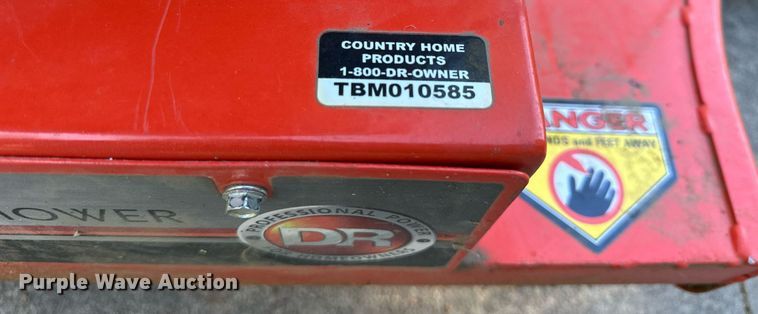 COUNTRY HOME
PRODUCTS
1-800-DR-OWNER
TBM010585
ANGER
NDS and FEET AWAY
MOWER
PROFESSIONAL POWER
DR
HOMEOWNERS
Purple Wave Auction